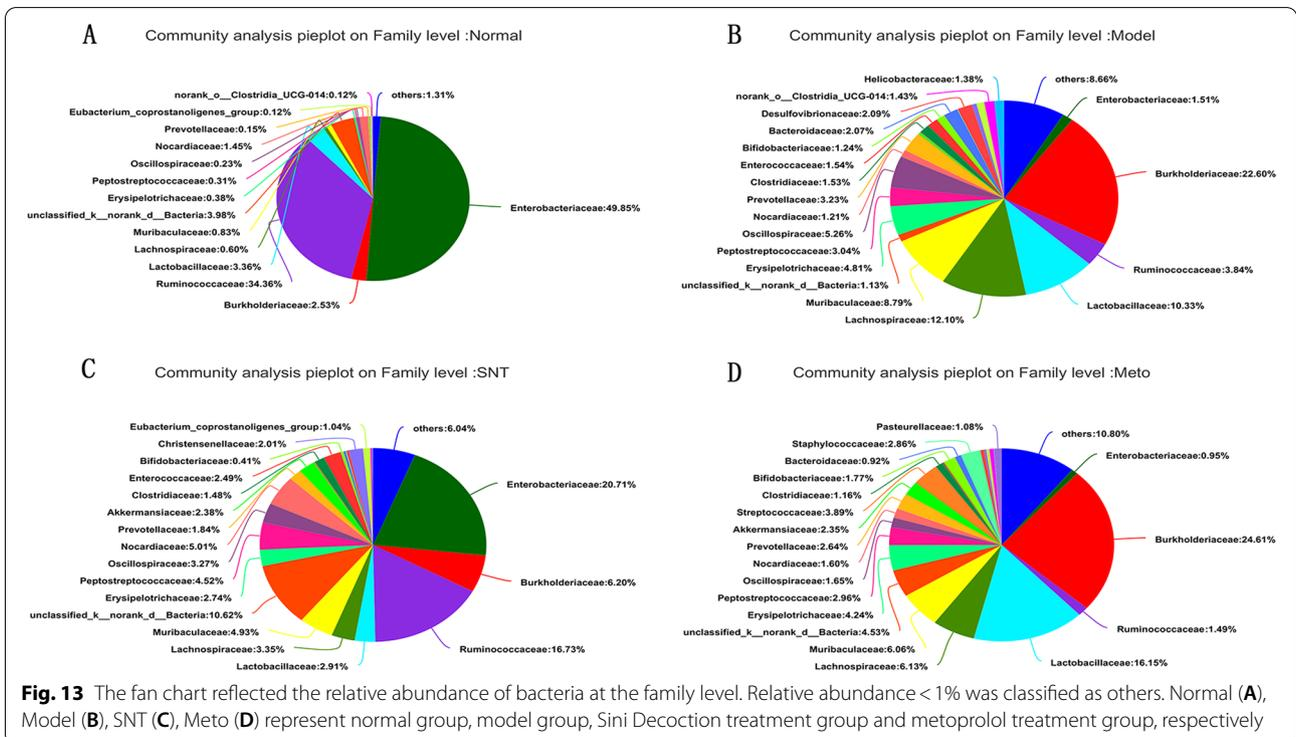 A
Community analysis pieplot on Family level :Normal
norank_o__Clostridia_UCG-014:0.12%
others:1.31%
Eubacterium_coprostanoligenes_group:0.12%
Prevotellaceae:0.15%
Nocardiaceae:1.45%
Oscillospiraceae:0.23%
Peptostreptococcaceae:0.31%
Erysipelotrichaceae:0.38%
Enterobacteriaceae:49.85%
unclassified_k__norank_d__Bacteria:3.98%
Muribaculaceae:0.83%
Lachnospiraceae:0.60%
Lactobacillaceae:3.36%
Ruminococcaceae:34.36%
Burkholderiaceae:2.53%
B
Community analysis pieplot on Family level :Model
Helicobacteraceae:1.38%
others:8.66%
norank_o__Clostridia_UCG-014:1.43%
Enterobacteriaceae:1.51%
Desulfovibrionaceae:2.09%
Bacteroidaceae:2.07%
Bifidobacteriaceae:1.24%
Enterococcaceae:1.54%
Burkholderiaceae:22.60%
Clostridiaceae:1.53%
Prevotellaceae:3.23%
Nocardiaceae:1.21%
Oscillospiraceae:5.26%
Peptostreptococcaceae:3.04%
Erysipelotrichaceae:4.81%
Ruminococcaceae:3.84%
unclassified_k__norank_d__Bacteria:1.13%
Muribaculaceae:8.79%
Lactobacillaceae:10.33%
Lachnospiraceae:12.10%
C
Community analysis pieplot on Family level :SNT
Eubacterium_coprostanoligenes_group:1.04%
others:6.04%
Christensenellaceae:2.01%
Bifidobacteriaceae:0.41%
Enterococcaceae:2.49%
Enterobacteriaceae:20.71%
Clostridiaceae:1.48%
Akkermansiaceae:2.38%
Prevotellaceae:1.84%
Nocardiaceae:5.01%
Oscillospiraceae:3.27%
Peptostreptococcaceae:4.52%
Burkholderiaceae:6.20%
Erysipelotrichaceae:2.74%
unclassified_k__norank_d__Bacteria:10.62%
Muribaculaceae:4.93%
Lachnospiraceae:3.35%
Ruminococcaceae:16.73%
Lactobacillaceae:2.91%
D
Community analysis pieplot on Family level :Meto
Pasteurellaceae:1.08%
others:10.80%
Staphylococcaceae:2.86%
Enterobacteriaceae:0.95%
Bacteroidaceae:0.92%
Bifidobacteriaceae:1.77%
Clostridiaceae:1.16%
Streptococcaceae:3.89%
Akkermansiaceae:2.35%
Burkholderiaceae:24.61%
Prevotellaceae:2.64%
Nocardiaceae:1.60%
Oscillospiraceae:1.65%
Peptostreptococcaceae:2.96%
Erysipelotrichaceae:4.24%
Ruminococcaceae:1.49%
unclassified_k__norank_d__Bacteria:4.53%
Muribaculaceae:6.06%
Lactobacillaceae:16.15%
Lachnospiraceae:6.13%
Fig. 13 The fan chart reflected the relative abundance of bacteria at the family level. Relative abundance < 1% was classified as others. Normal (A),
Model (B), SNT (C), Meto (D) represent normal group, model group, Sini Decoction treatment group and metoprolol treatment group, respectively